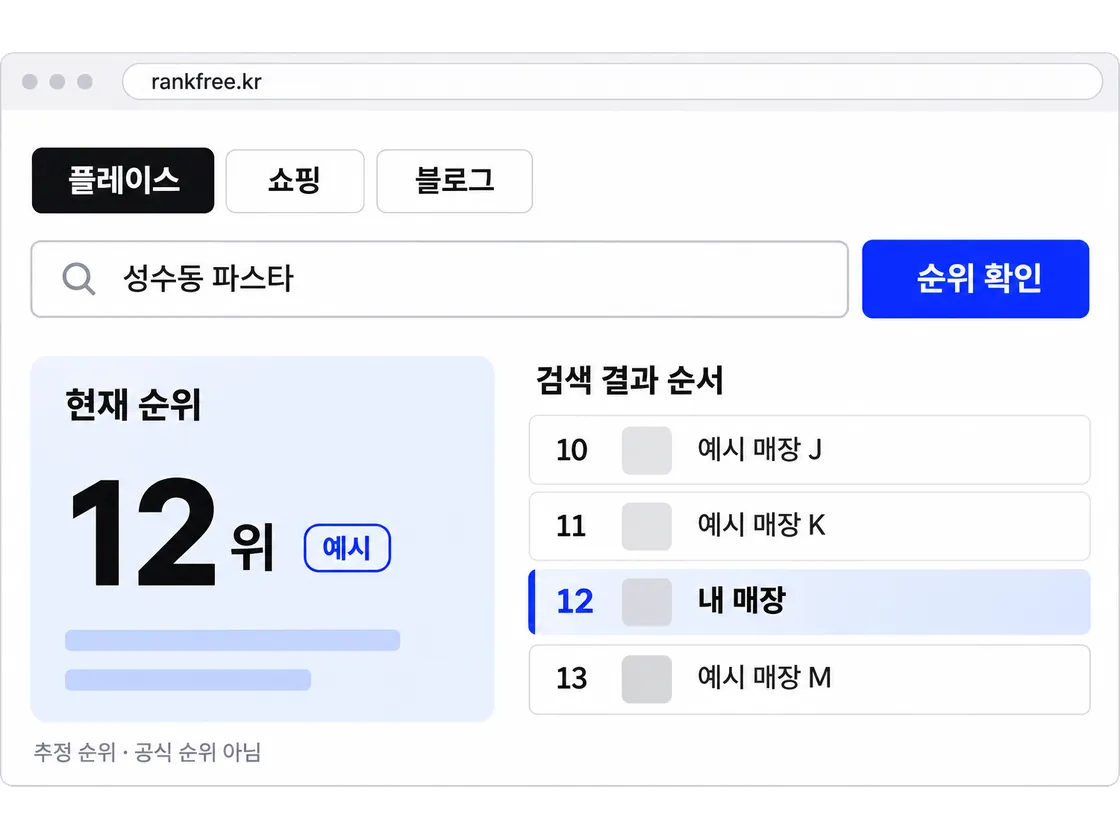 rankfree.kr
플레이스 쇼핑 블로그
성수동 파스타 순위 확인
현재 순위
12위 예시
검색 결과 순서
10 예시 매장 J
11 예시 매장 K
12 내 매장
13 예시 매장 M
추정 순위 · 공식 순위 아님